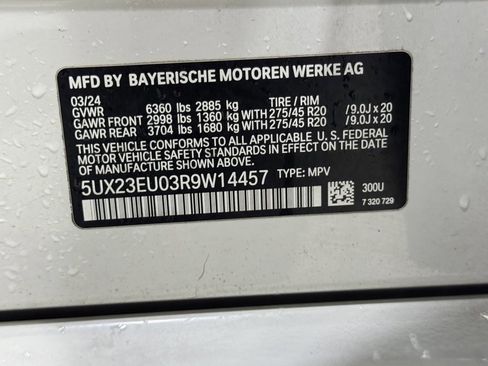 MFD BY BAYERISCHE MOTOREN WERKE AG
03/24
GVWR 6360 lbs 2885 kg TIRE / RIM
GAWR FRONT 2998 lbs 1360 kg WITH 275/45 R20 / 9.0J x 20
GAWR REAR 3704 lbs 1680 kg WITH 275/45 R20 / 9.0J x 20
THIS VEHICLE CONFORMS TO ALL APPLICABLE U. S. FEDERAL
MOTOR VEHICLE SAFETY STANDARDS IN EFFECT ON THE
DATE OF MANUFACTURE SHOWN ABOVE.
5UX23EU03R9W14457 TYPE: MPV
300U
7 320 729